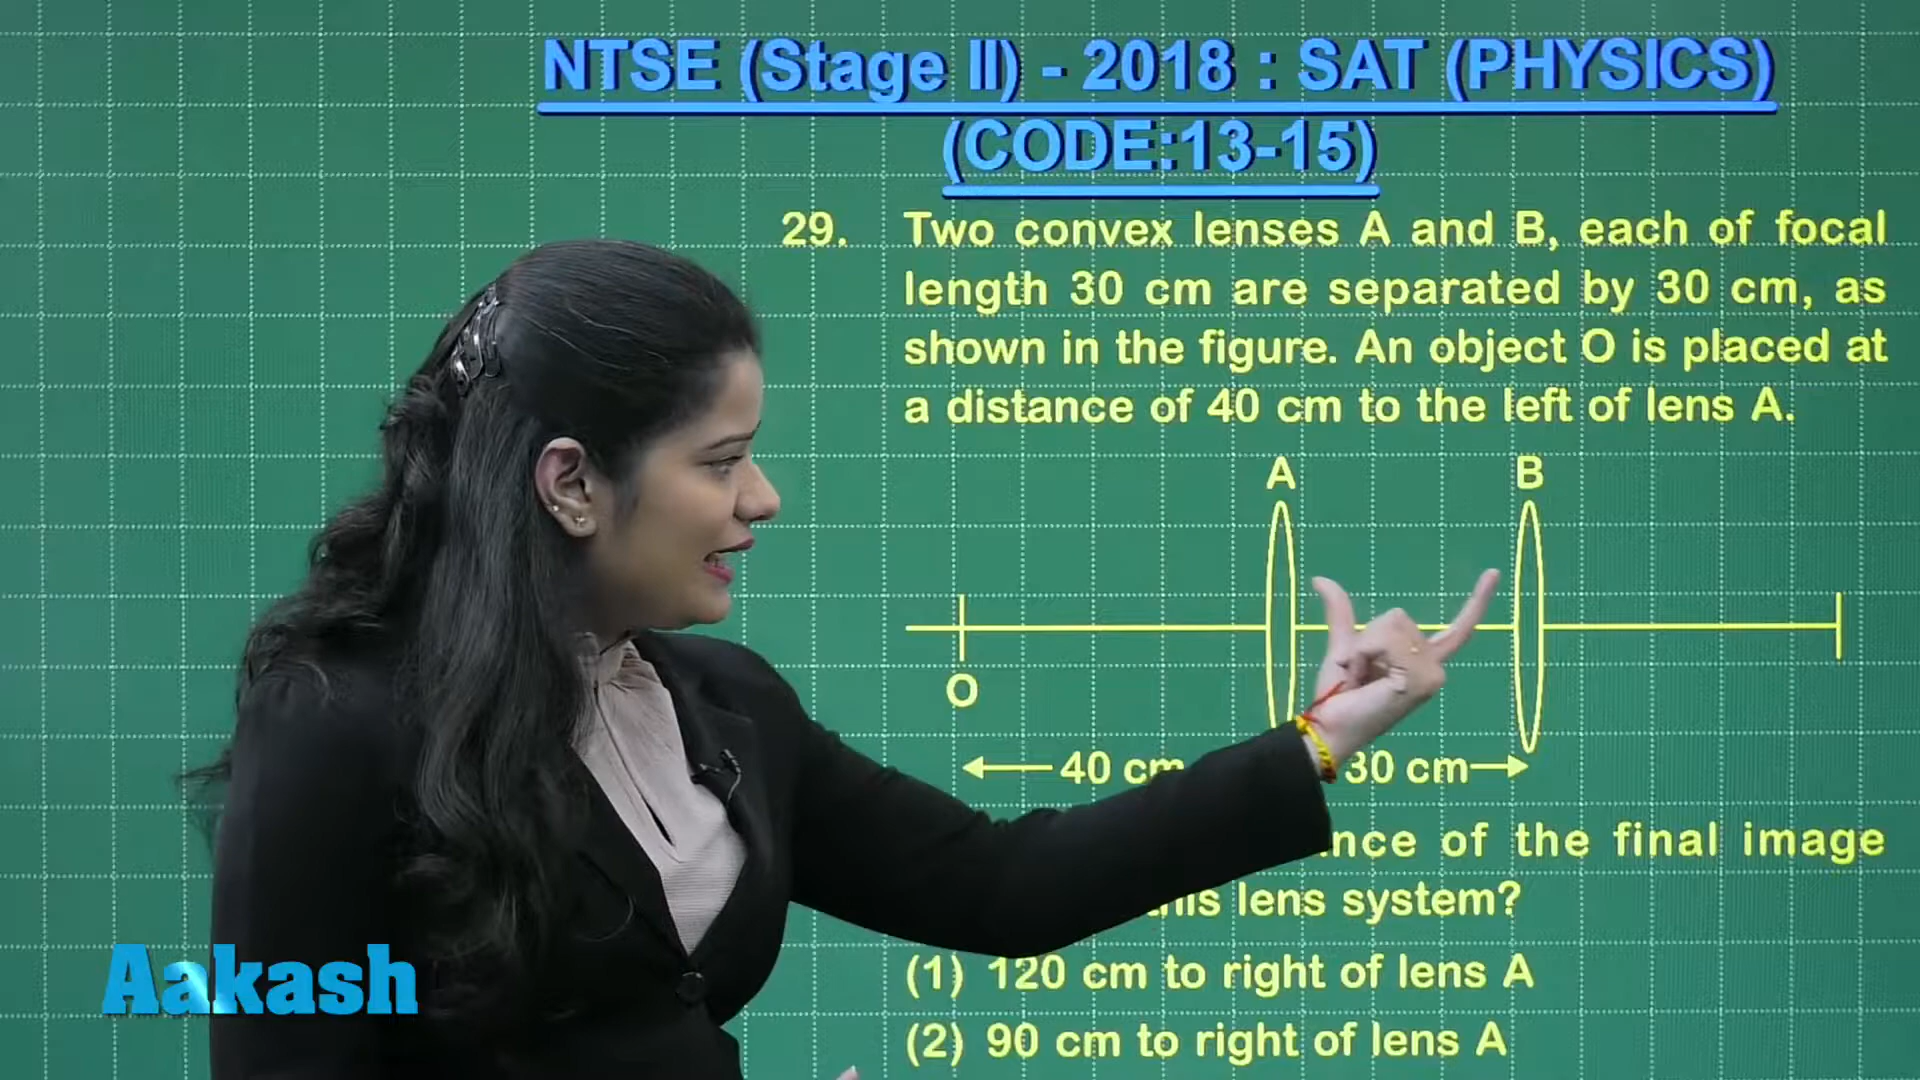 NTSE (Stage II) - 2018 : SAT (PHYSICS)
(CODE:13-15)
29. Two convex lenses A and B, each of focal
length 30 cm are separated by 30 cm, as
shown in the figure. An object O is placed at
a distance of 40 cm to the left of lens A.
A B
O
40 cm 30 cm
of the final image
lens system?
(1) 120 cm to right of lens A
(2) 90 cm to right of lens A
Aakash